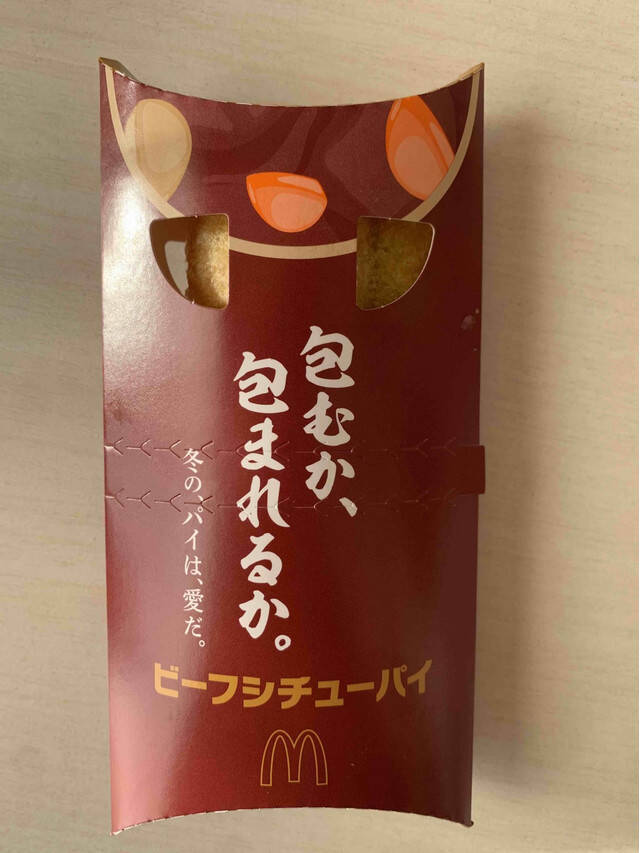 包むか、
包まれるか。
冬の、パイは、愛だ。
ビーフシチューパイ